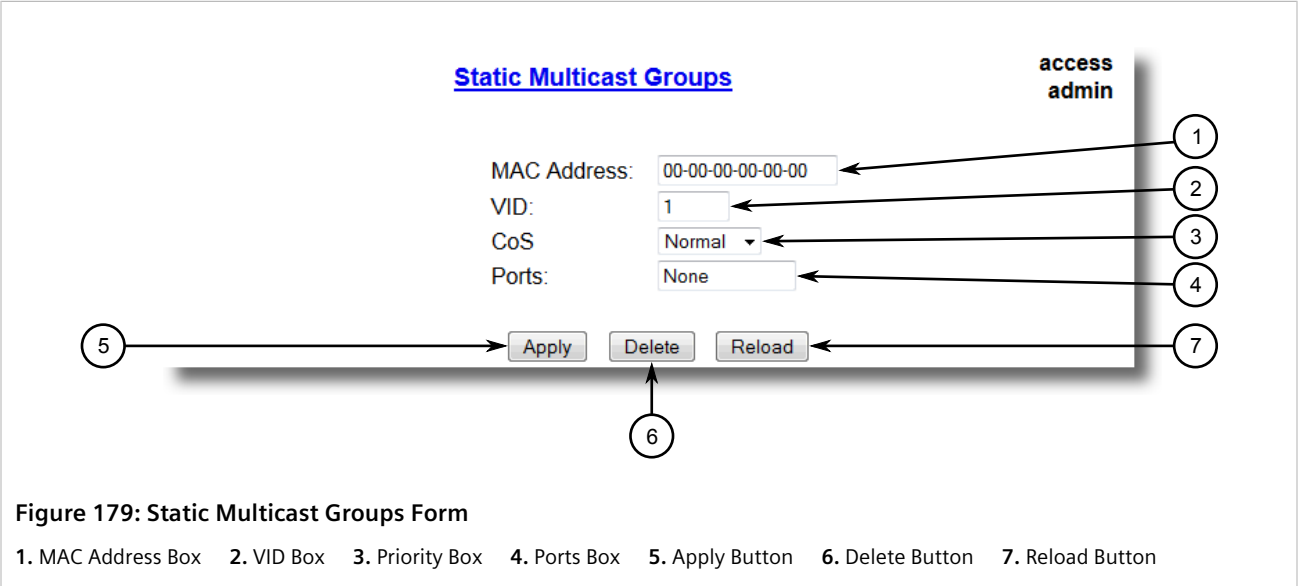 Static Multicast Groups
access
admin
1
MAC Address: 00-00-00-00-00-00
2
VID: 1
CoS Normal
3
Ports: None
4
5
Apply Delete Reload
7
6
Figure 179: Static Multicast Groups Form
1. MAC Address Box 2. VID Box 3. Priority Box 4. Ports Box 5. Apply Button 6. Delete Button 7. Reload Button